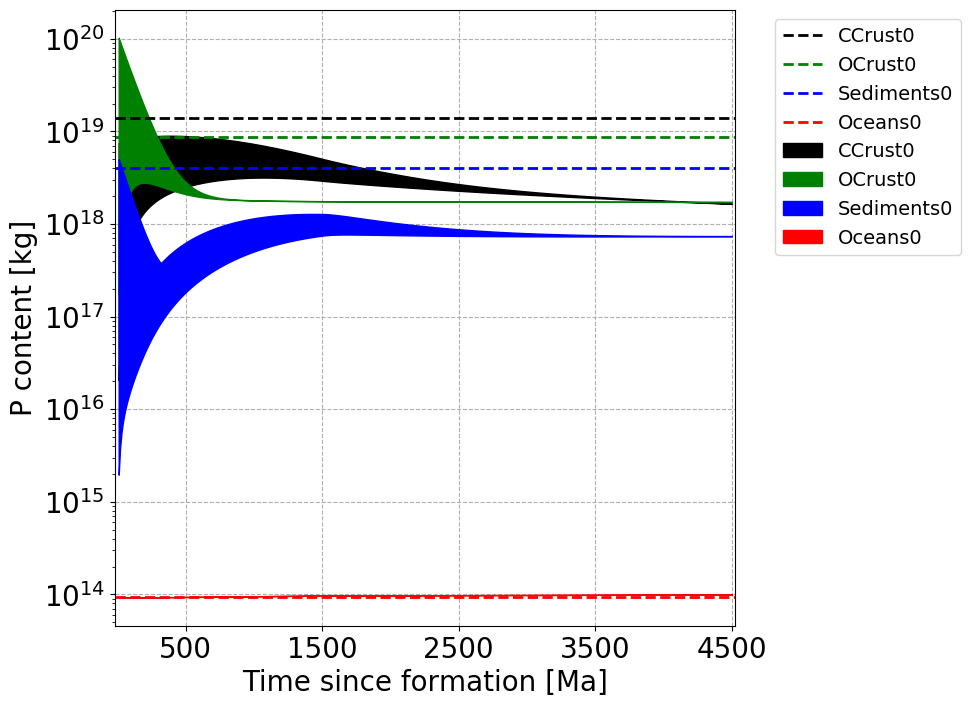 10^20
10^19
10^18
10^17
10^16
10^15
10^14
P content [kg]
500 1500 2500 3500 4500
Time since formation [Ma]
CCrust0
OCrust0
Sediments0
Oceans0
CCrust0
OCrust0
Sediments0
Oceans0